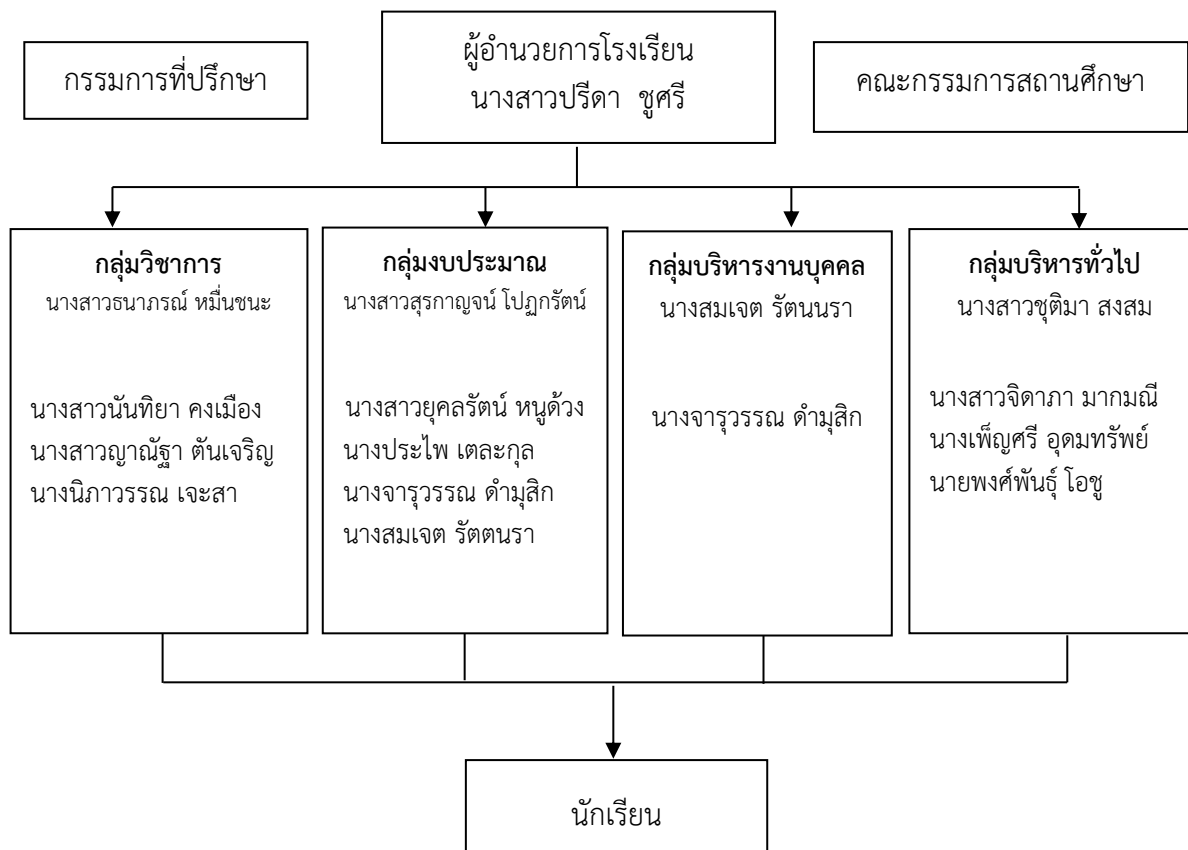 กรรมการที่ปรึกษา
ผู้อำนวยการโรงเรียน
นางสาวปรีดา ชูศรี
คณะกรรมการสถานศึกษา
กลุ่มวิชาการ
นางสาวธนาภรณ์ หมื่นชนะ
นางสาวนันทิยา คงเมือง
นางสาวญาณัฐา ตันเจริญ
นางนิภาวรรณ เจะสา
กลุ่มงบประมาณ
นางสาวสุรกาญจน์ โปฏกรัตน์
นางสาวยุคลรัตน์ หนูด้วง
นางประไพ เตละกุล
นางจารุวรรณ ดำมุสิก
นางสมเจต รัตตนรา
กลุ่มบริหารงานบุคคล
นางสมเจต รัตนนรา
นางจารุวรรณ ดำมุสิก
กลุ่มบริหารทั่วไป
นางสาวชุติมา สงสม
นางสาวจิดาภา มากมณี
นางเพ็ญศรี อุดมทรัพย์
นายพงศ์พันธุ์ โอชู
นักเรียน